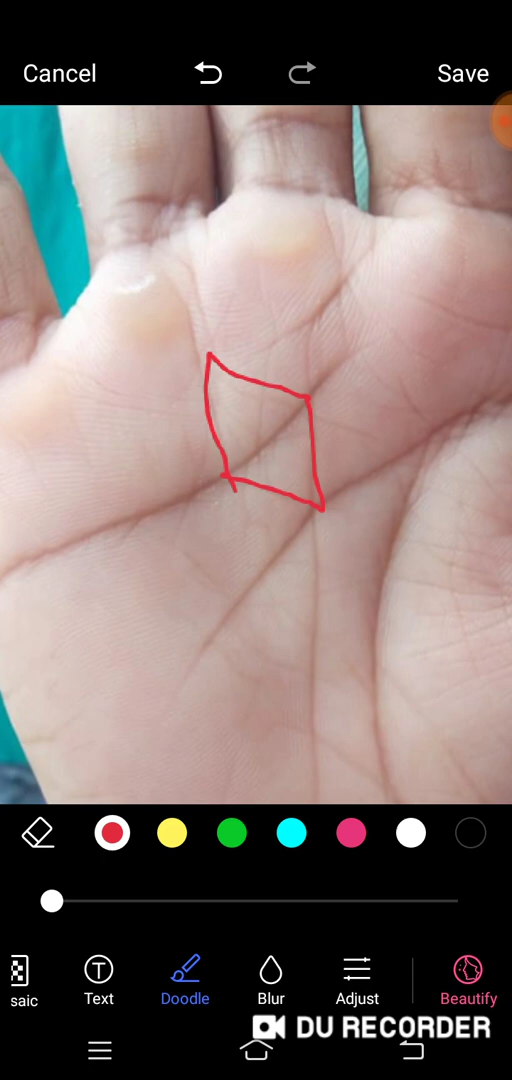 Cancel
Save
saic
Text
Doodle
Blur
Adjust
Beautify
DU RECORDER